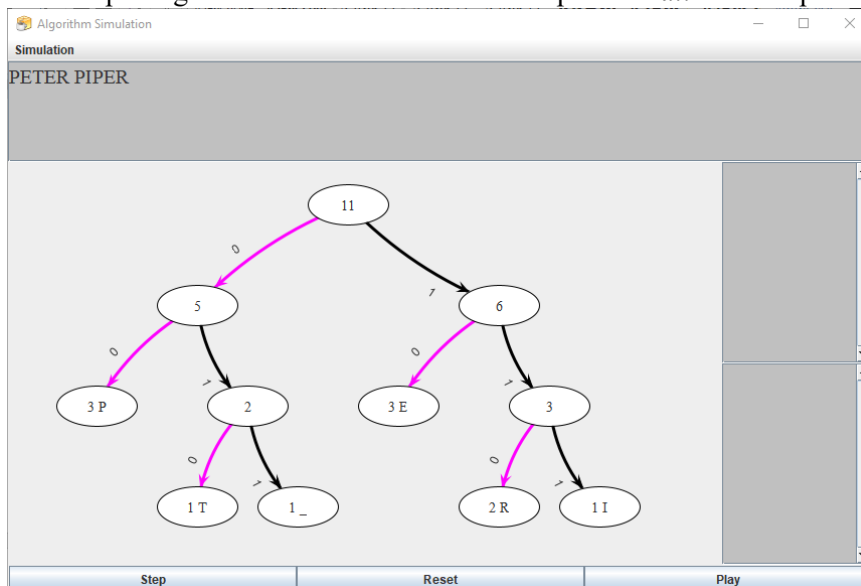 Algorithm Simulation
Simulation
PETER PIPER
11
0
1
5
6
0
1
0
1
3 P
2
3 E
3
0
1
0
1
1 T
1 _
2 R
1 I
Step Reset Play